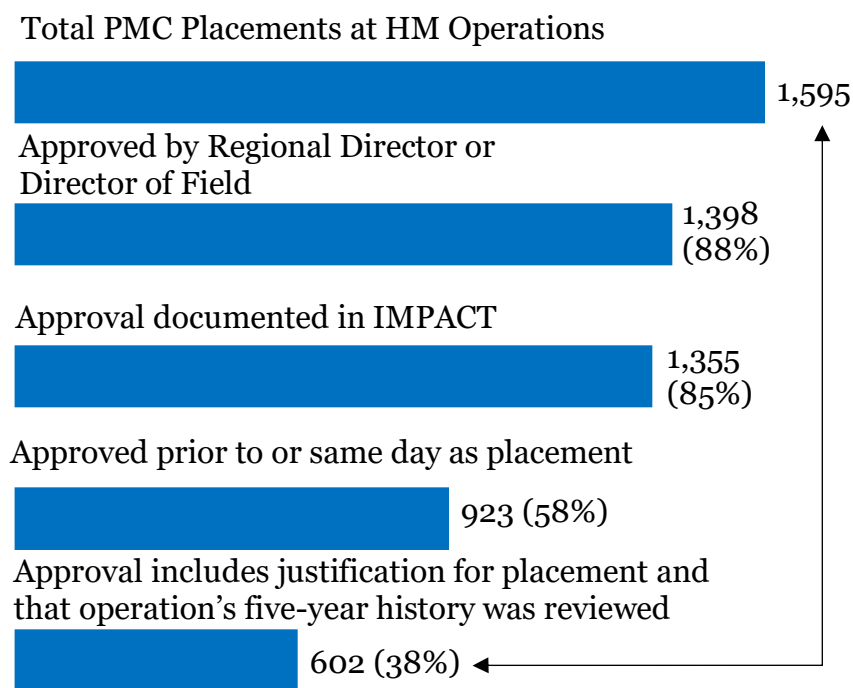 Total PMC Placements at HM Operations
1,595
Approved by Regional Director or
Director of Field
1,398
(88%)
Approval documented in IMPACT
1,355
(85%)
Approved prior to or same day as placement
923 (58%)
Approval includes justification for placement and
that operation’s five-year history was reviewed
602 (38%)